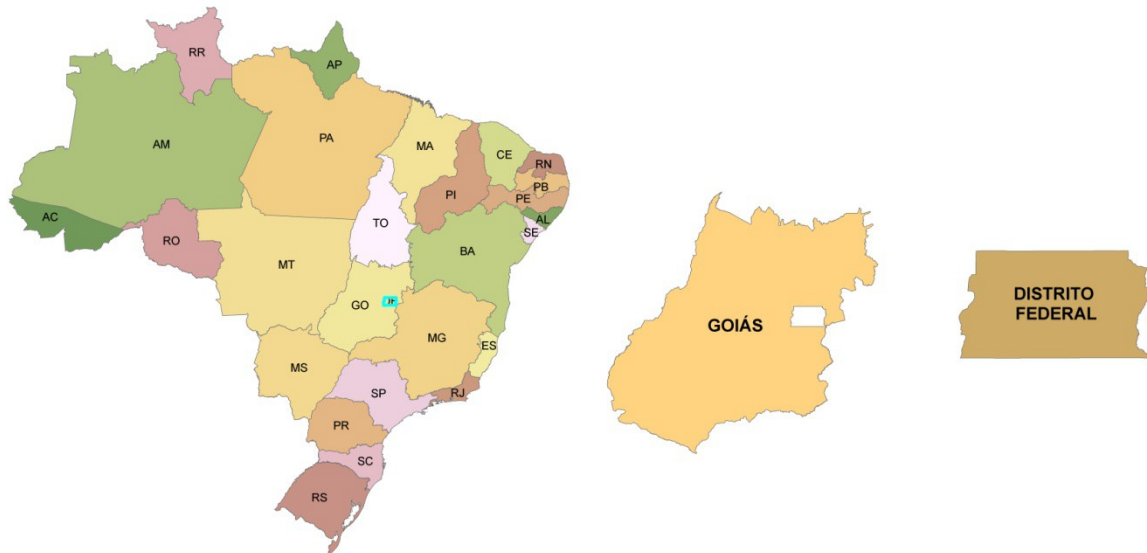 RR
AP
AM
PA
MA
CE
RN
PB
PI
PE
AC
AL
TO
SE
RO
BA
MT
GO
DF
MG
ES
MS
SP
RJ
PR
SC
RS
GOIÁS
DISTRITO
FEDERAL